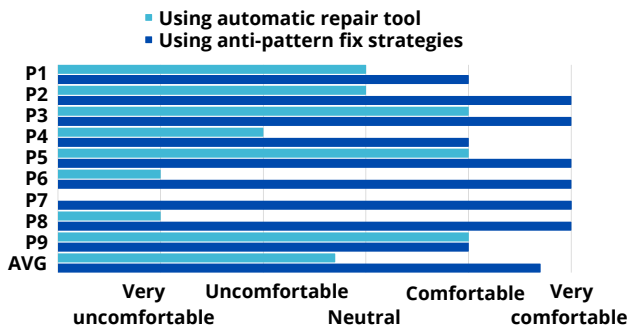 Using automatic repair tool
Using anti-pattern fix strategies
P1
P2
P3
P4
P5
P6
P7
P8
P9
AVG
Very uncomfortable
Uncomfortable
Neutral
Comfortable
Very comfortable